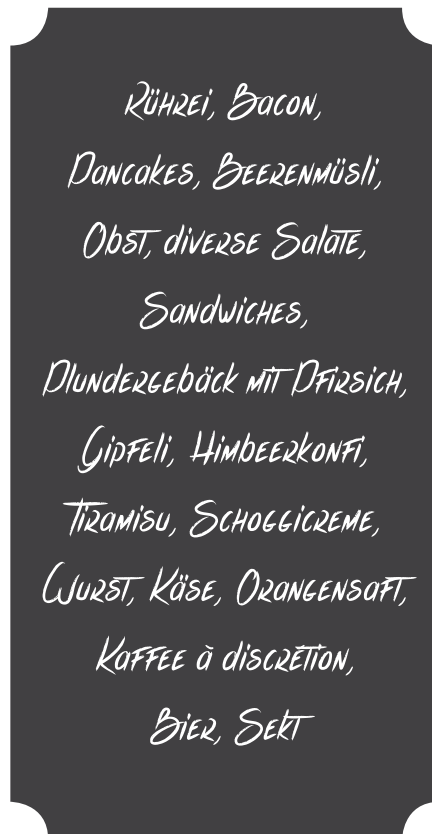 Rührei, Bacon,
Pancakes, Beerenmüsli,
Obst, diverse Salate,
Sandwiches,
Plundergebäck mit Pfirsich,
Gipfeli, Himbeerkonfi,
Tiramisu, Schoggicreme,
Wurst, Käse, Orangensaft,
Kaffee à discrétion,
Bier, Sekt